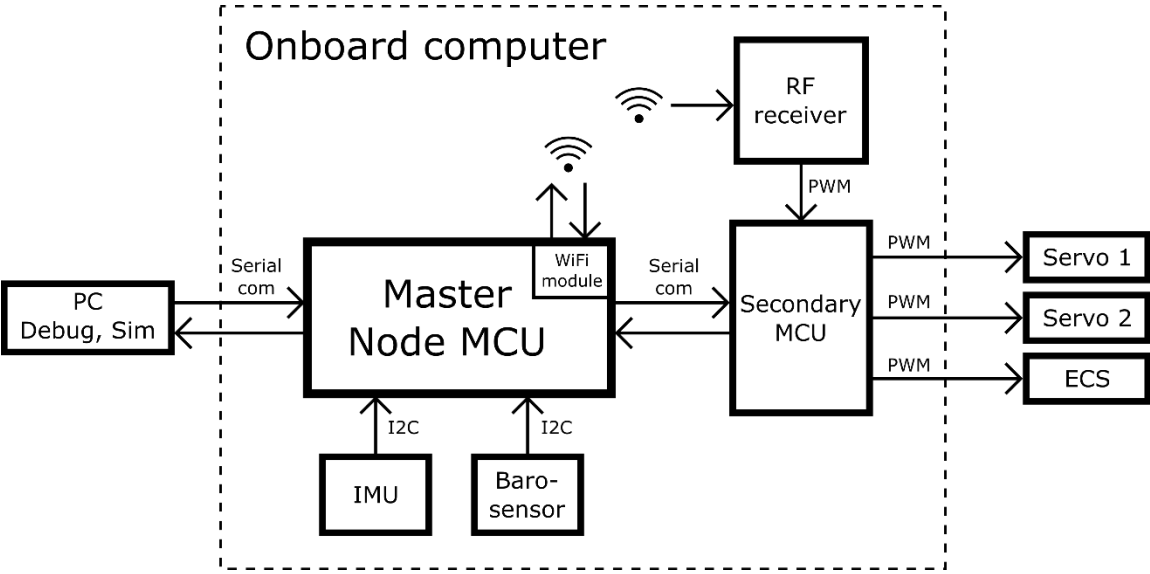 Onboard computer
RF
receiver
PWM
WiFi
module
Master
Node MCU
Serial
com
PC
Debug, Sim
Serial
com
Secondary
MCU
PWM
Servo 1
PWM
Servo 2
PWM
ECS
I2C
I2C
IMU
Baro-
sensor